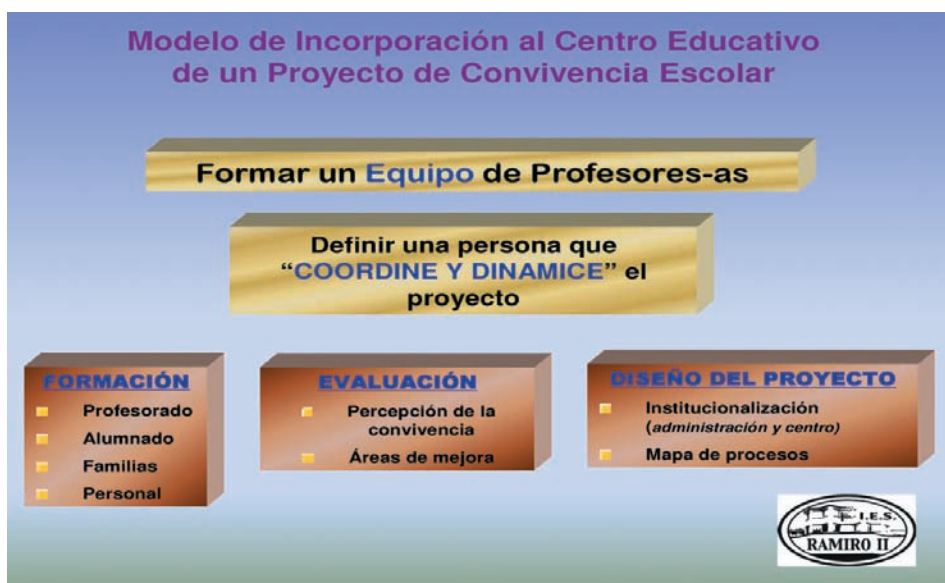 Modelo de Incorporación al Centro Educativo
de un Proyecto de Convivencia Escolar
Formar un Equipo de Profesores-as
Definir una persona que
“COORDINE Y DINAMICE” el
proyecto
FORMACIÓN
Profesorado
Alumnado
Familias
Personal
EVALUACIÓN
Percepción de la
convivencia
Áreas de mejora
DISEÑO DEL PROYECTO
Institucionalización
(administración y centro)
Mapa de procesos
I.E.S.
RAMIRO II